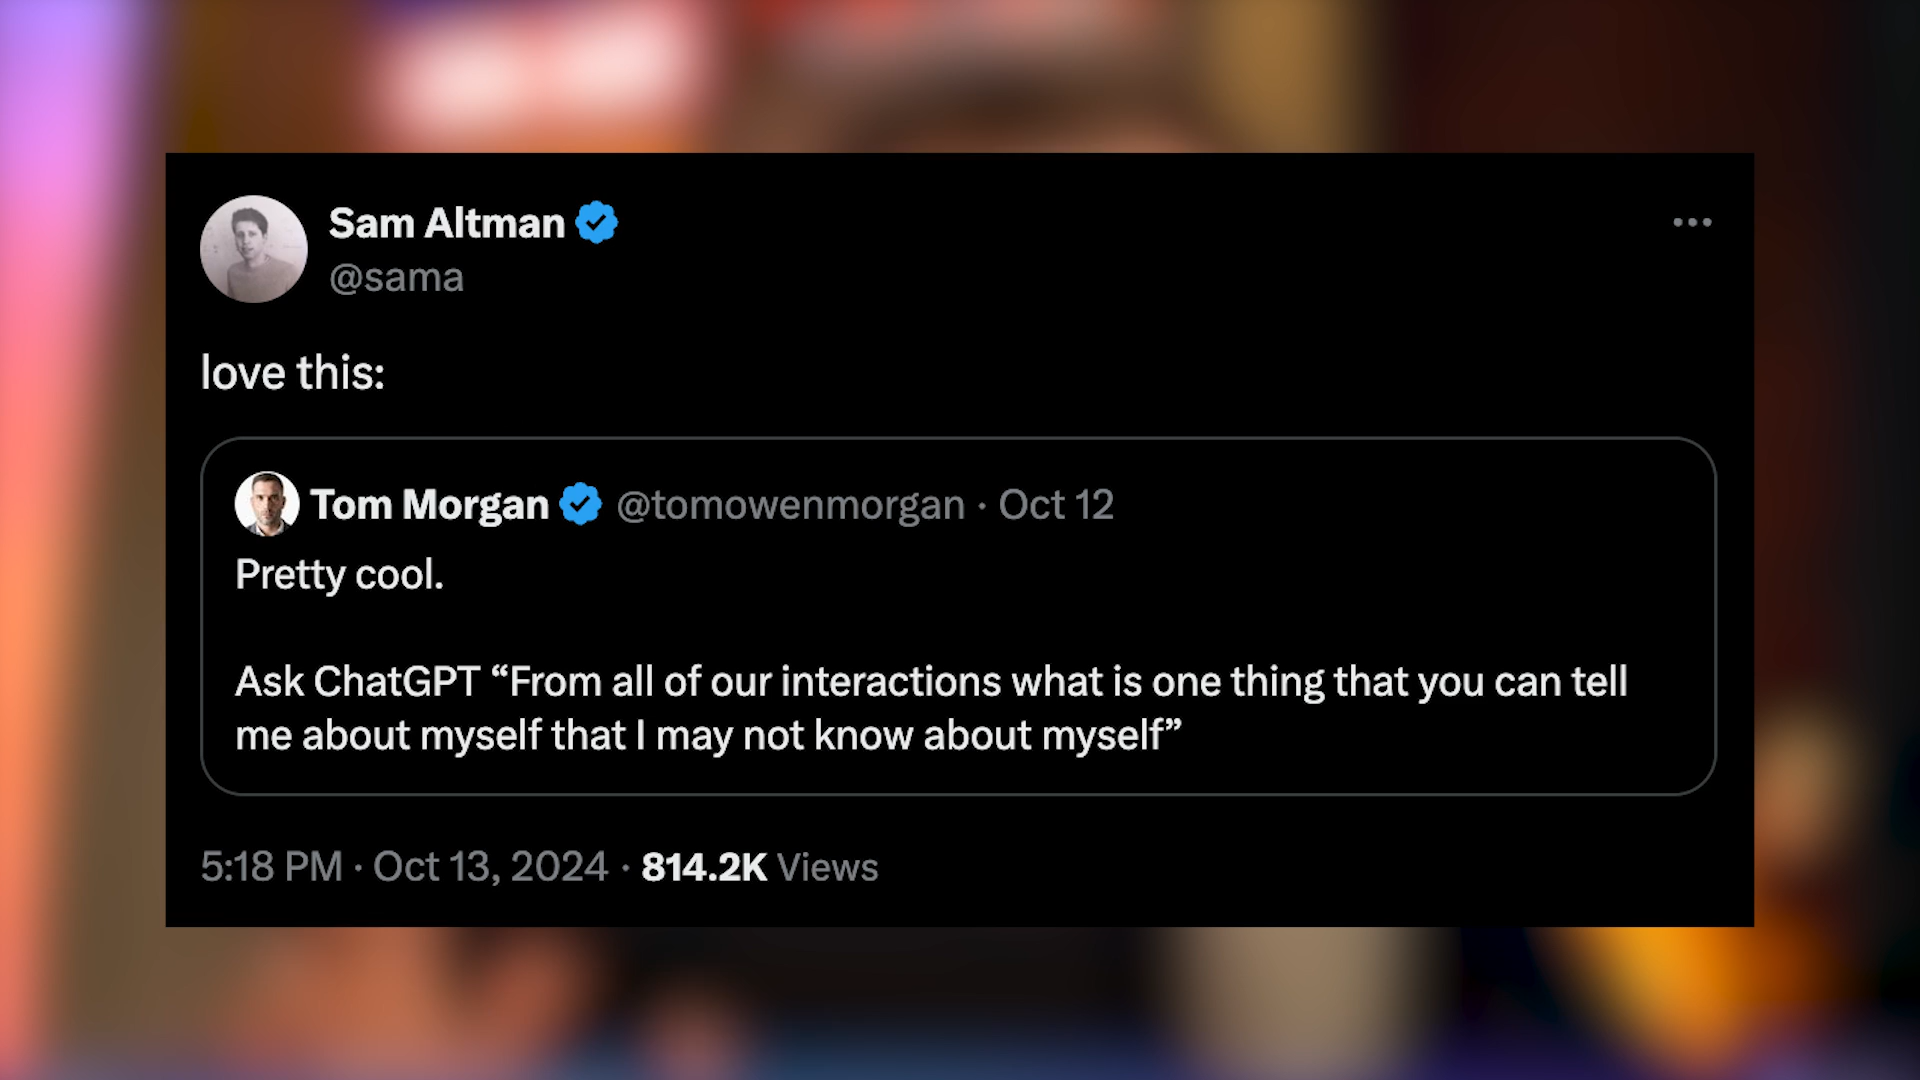 Sam Altman
@sama
love this:
Tom Morgan @tomowenmorgan · Oct 12
Pretty cool.
Ask ChatGPT “From all of our interactions what is one thing that you can tell
me about myself that I may not know about myself”
5:18 PM · Oct 13, 2024 · 814.2K Views